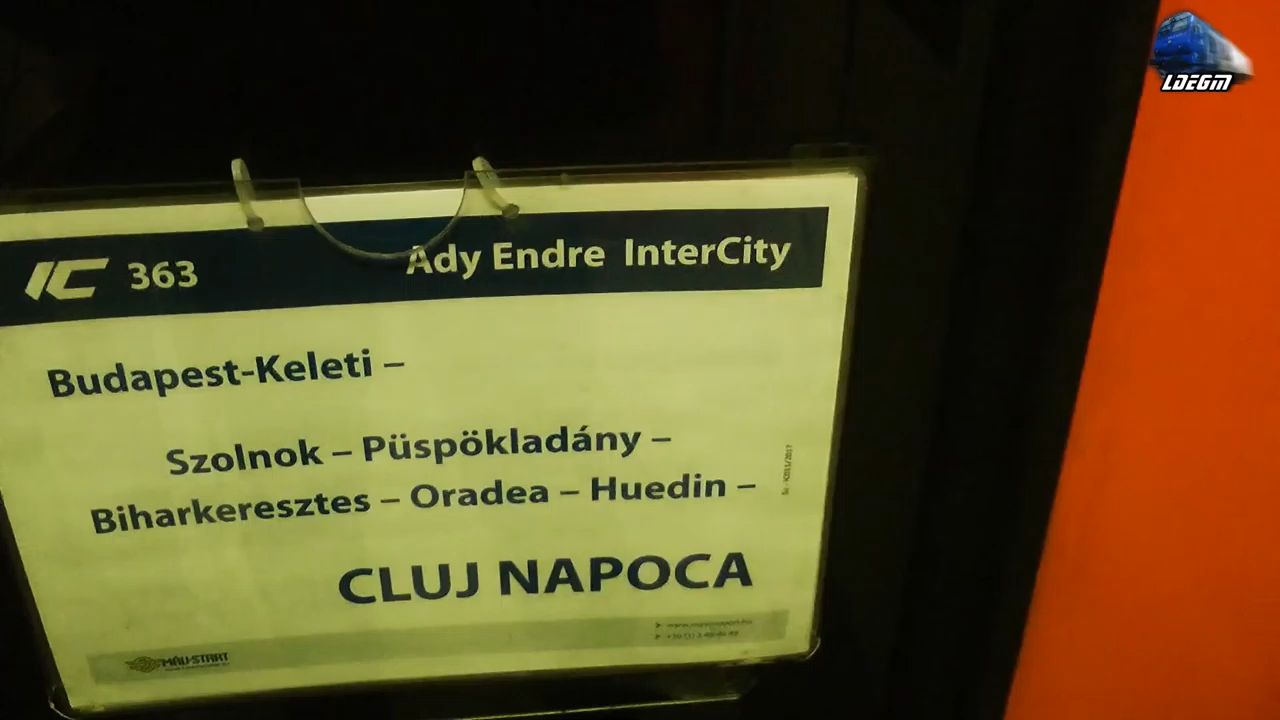 LDEGM
IC 363 Ady Endre InterCity
Budapest-Keleti –
Szolnok – Püspökladány –
Biharkeresztes – Oradea – Huedin –
CLUJ NAPOCA
MÁV-START